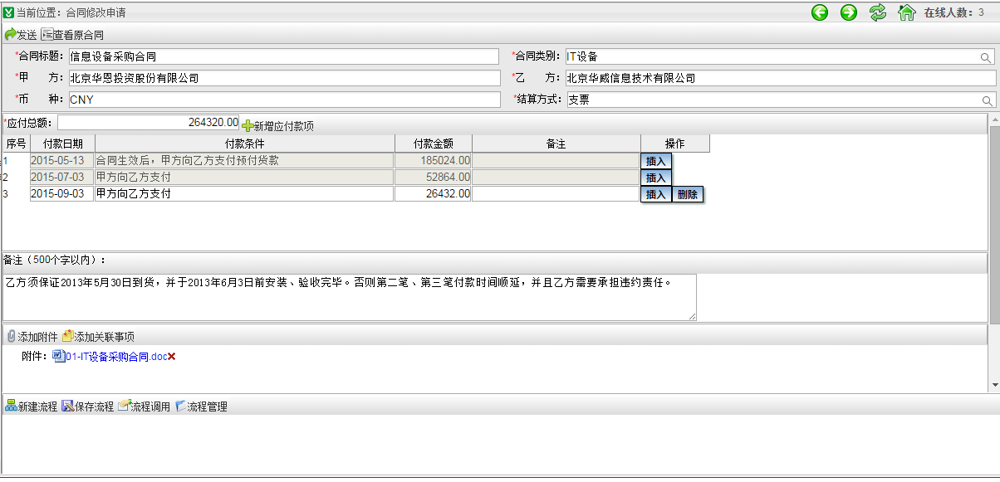 当前位置：合同修改申请 在线人数：3
发送 查看原合同
*合同标题：信息设备采购合同 *合同类别：IT设备
*甲 方：北京华恩投资股份有限公司 *乙 方：北京华威信息技术有限公司
*币 种：CNY *结算方式：支票
*应付总额：264320.00 新增应付款项
序号 付款日期 付款条件 付款金额 备注 操作
1 2015-05-13 合同生效后，甲方向乙方支付预付货款 185024.00 插入
2 2015-07-03 甲方向乙方支付 52864.00 插入
3 2015-09-03 甲方向乙方支付 26432.00 插入 删除
备注（500个字以内）：
乙方须保证2013年5月30日到货，并于2013年6月3日前安装、验收完毕。否则第二笔、第三笔付款时间顺延，并且乙方需要承担违约责任。
添加附件 添加关联事项
附件：01-IT设备采购合同.doc
新建流程 保存流程 流程调用 流程管理